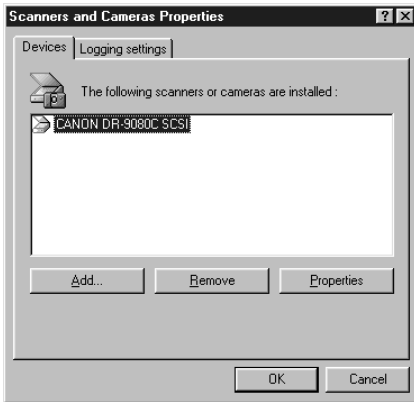 Scanners and Cameras Properties
Devices Logging settings
The following scanners or cameras are installed :
CANON DR-9080C SCSI
Add... Remove Properties
OK Cancel